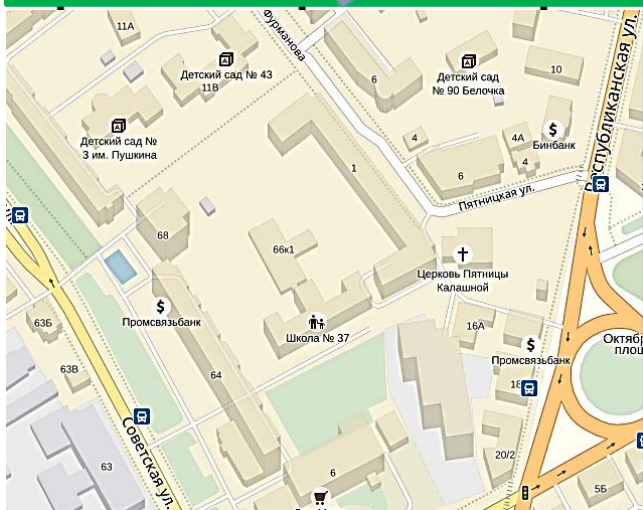 11А
Фурманова
Детский сад № 43
11В
6
Детский сад
№ 90 Белочка
10
Республиканская ул.
Детский сад №
3 им. Пушкина
4
4А
Бинбанк
4
1
6
Пятницкая ул.
68
66к1
Церковь Пятницы
Калашной
63Б
Промсвязьбанк
Школа № 37
16А
Октябр
площ
Промсвязьбанк
63В
64
18
Советская ул.
63
6
20/2
5Б